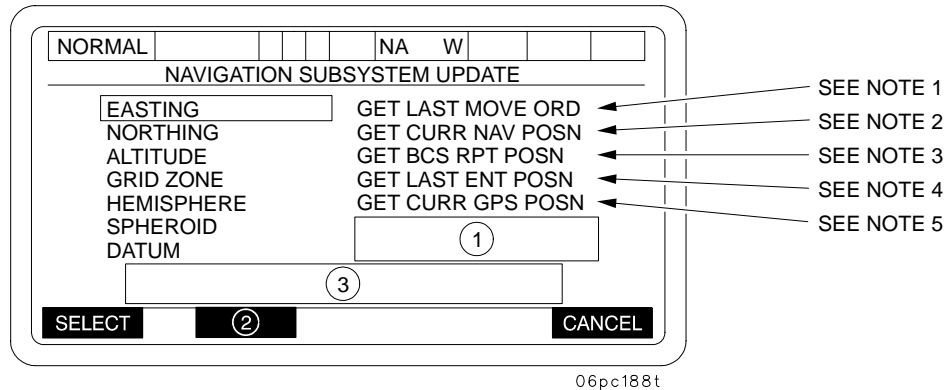 NORMAL NA W
NAVIGATION SUBSYSTEM UPDATE
EASTING GET LAST MOVE ORD SEE NOTE 1
NORTHING GET CURR NAV POSN SEE NOTE 2
ALTITUDE GET BCS RPT POSN SEE NOTE 3
GRID ZONE GET LAST ENT POSN SEE NOTE 4
HEMISPHERE GET CURR GPS POSN SEE NOTE 5
SPHEROID
1
DATUM
3
SELECT 2 CANCEL
06pc188t